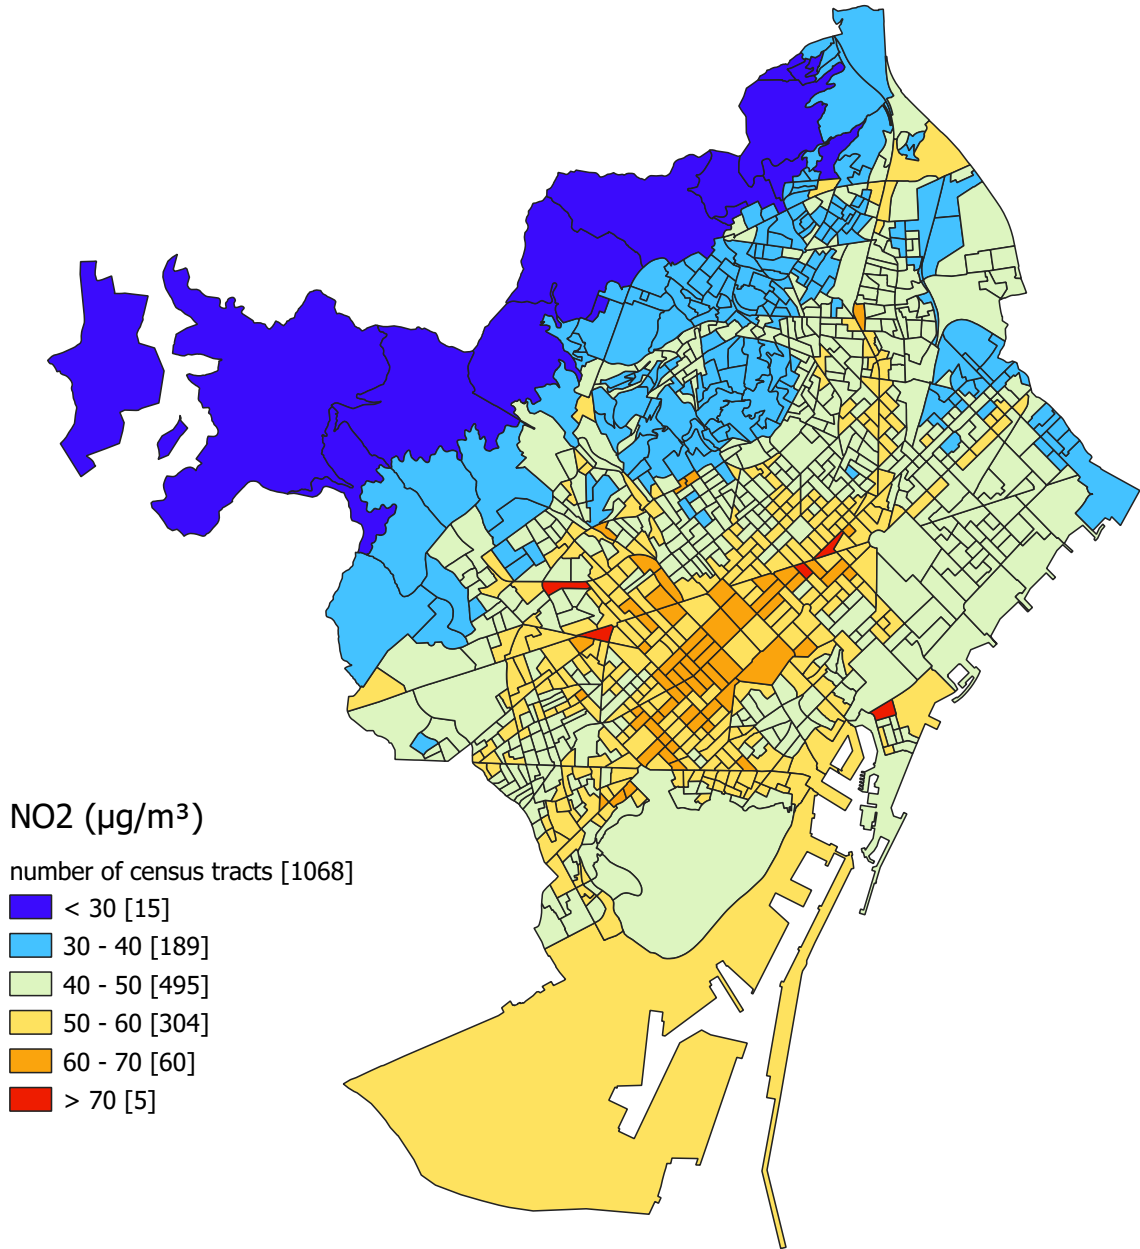 NO2 (µg/m³)
number of census tracts [1068]
< 30 [15]
30 - 40 [189]
40 - 50 [495]
50 - 60 [304]
60 - 70 [60]
> 70 [5]